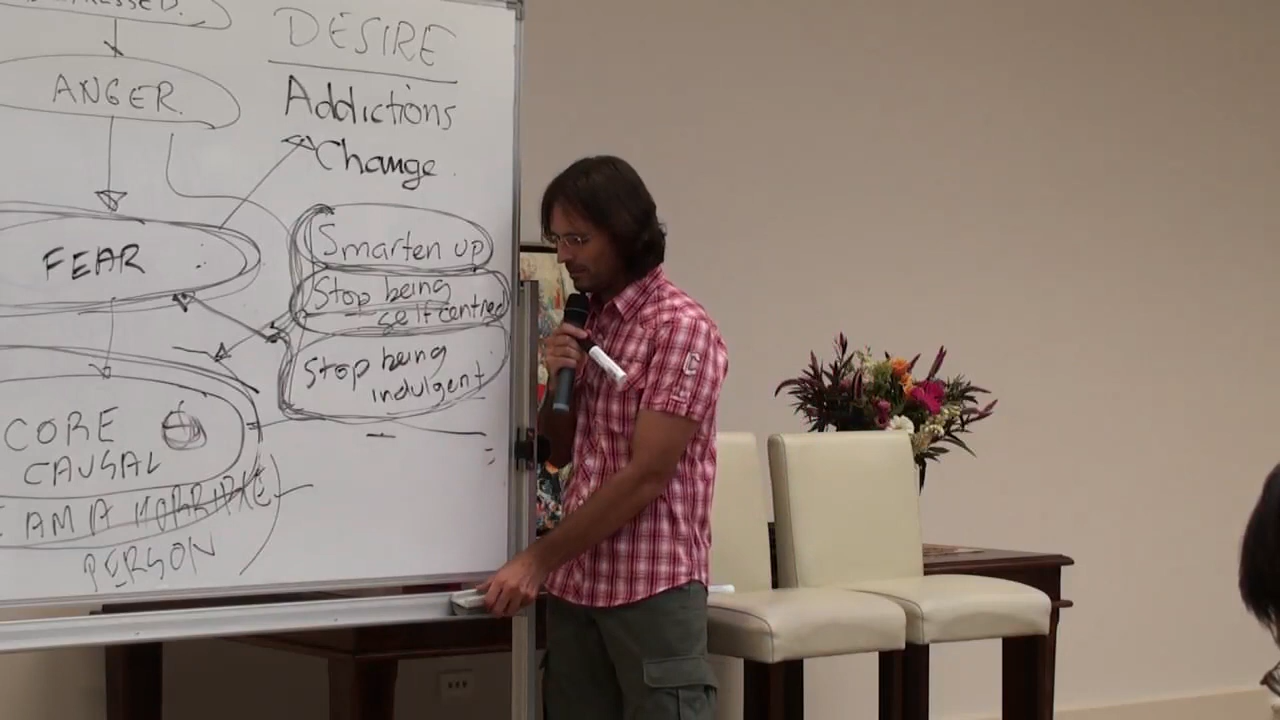 ANGER
FEAR
CORE
CAUSAL
I AM A HORRIBLE
PERSON
DESIRE
Addictions
Change
Smarten up
Stop being
self centred
Stop being
indulgent